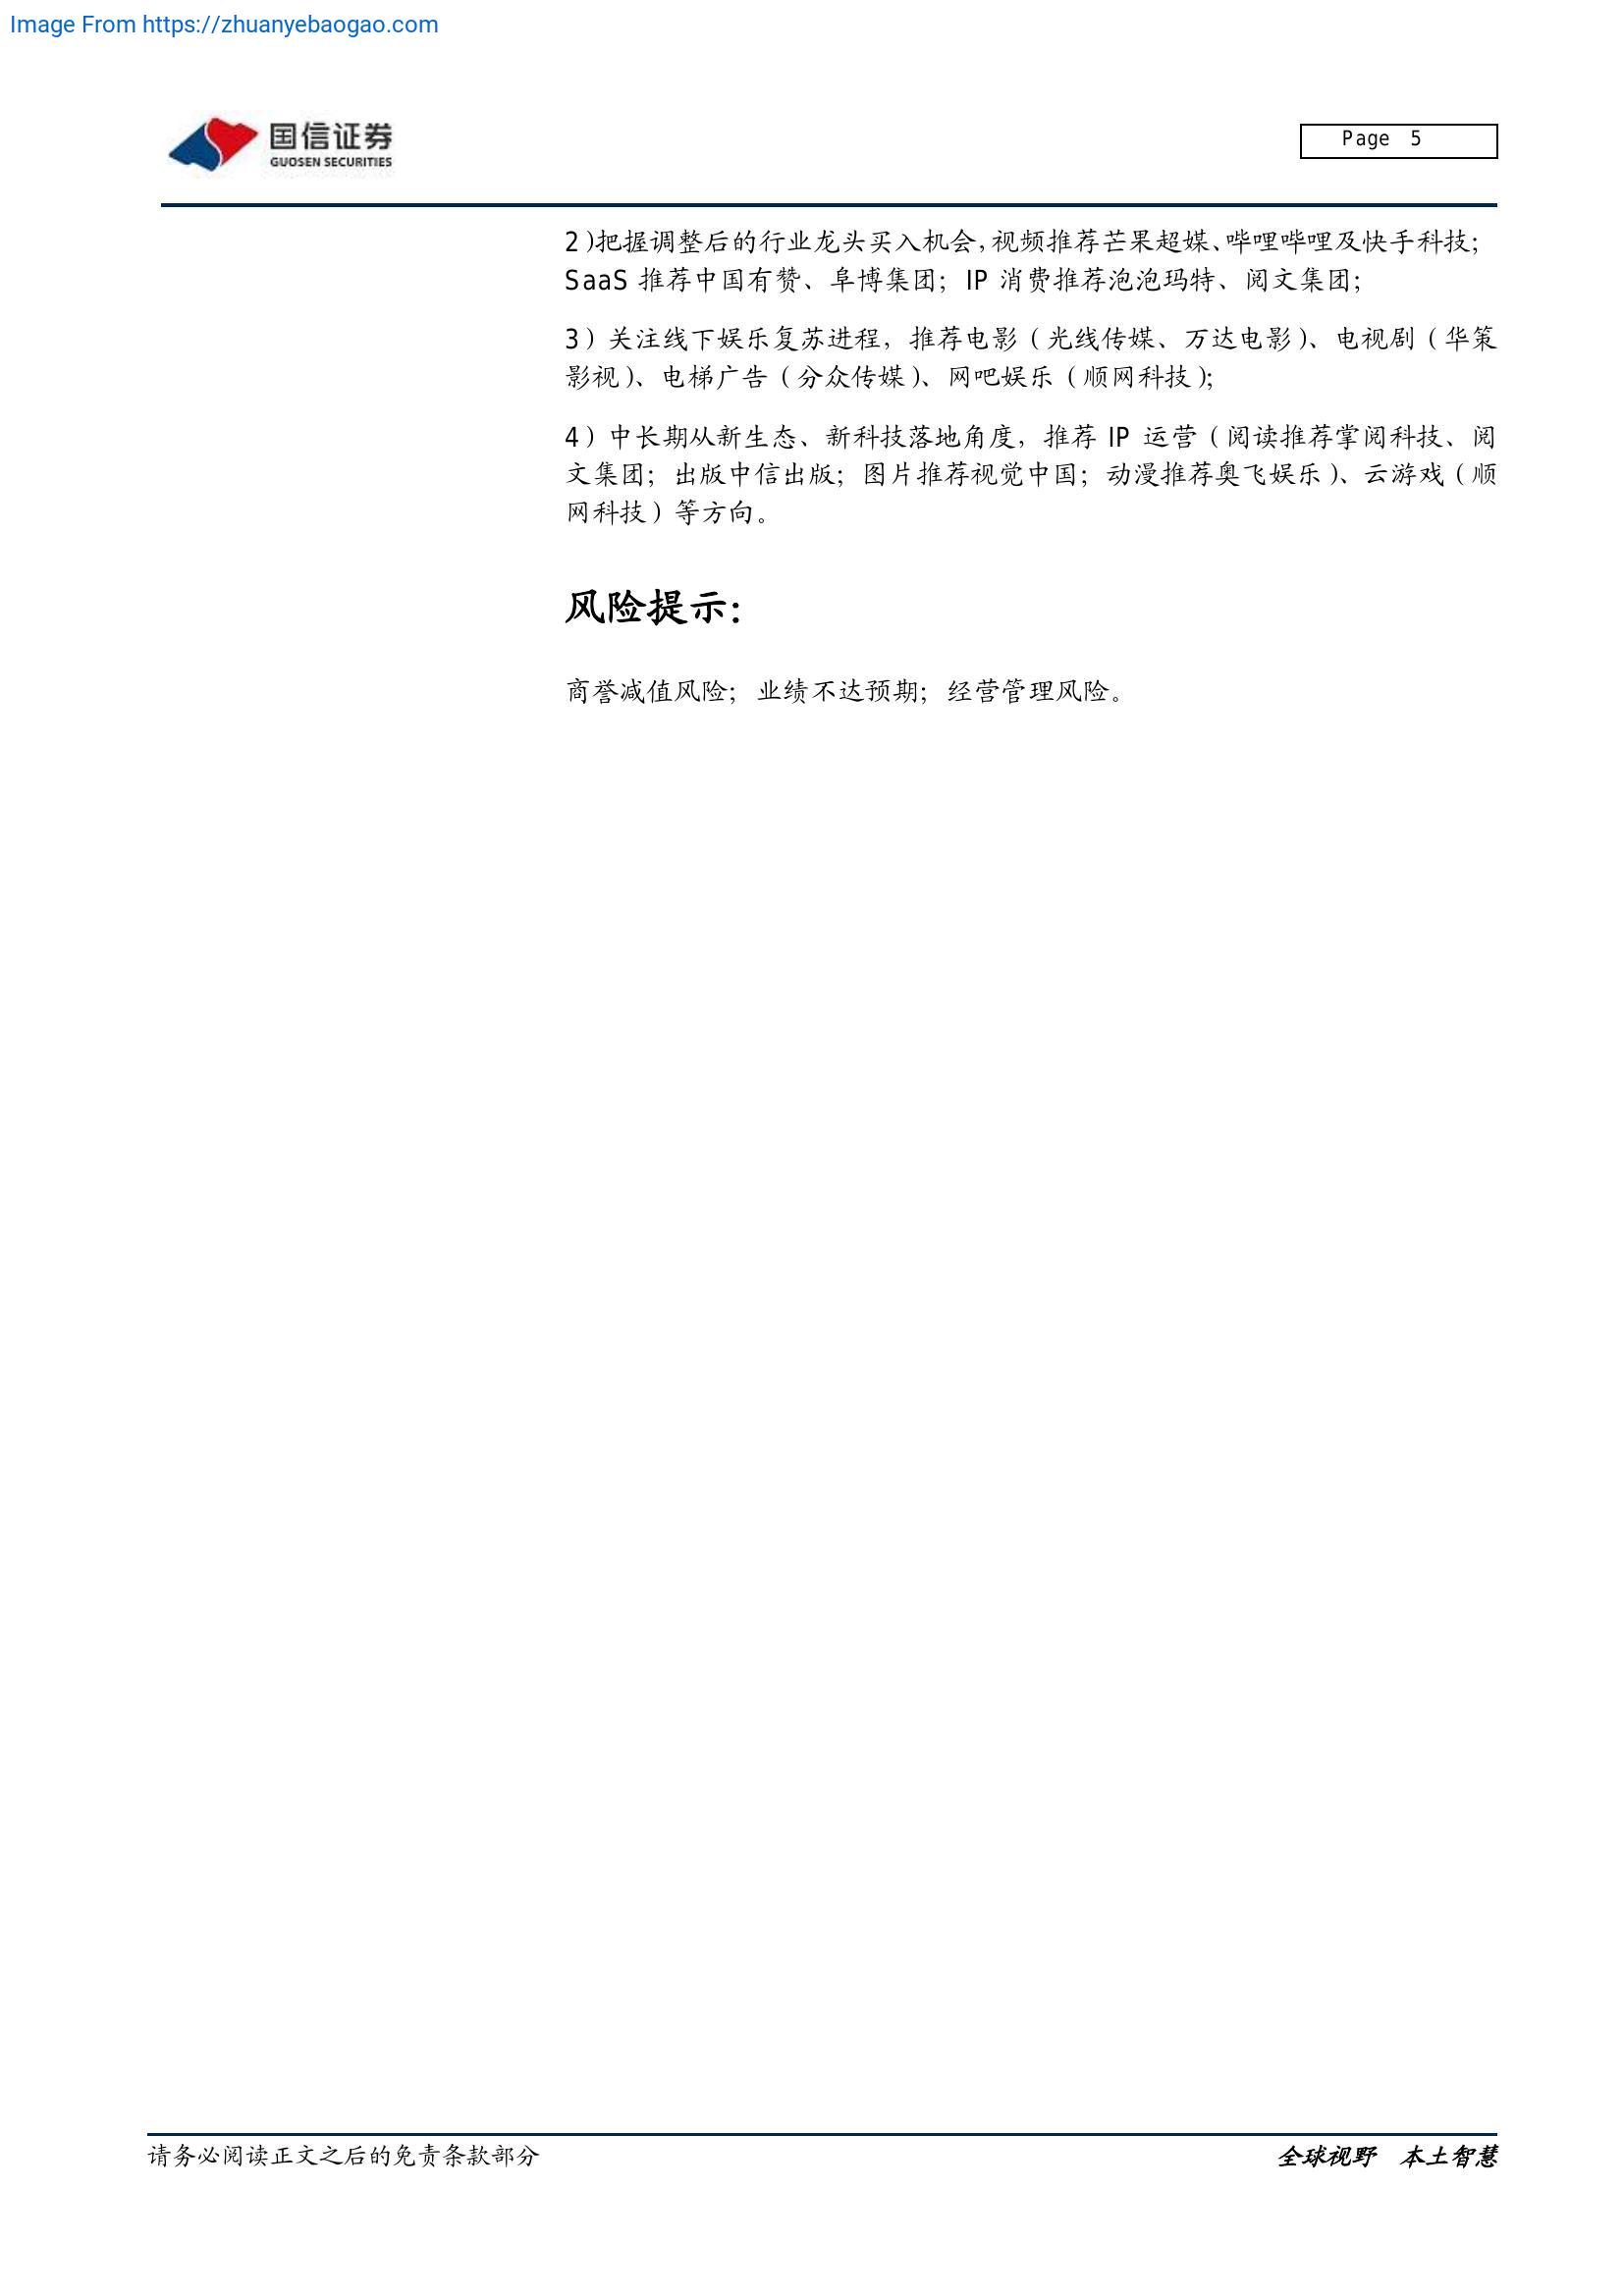 Image From https://zhuanyebaogao.com
国信证券
GUOSEN SECURITIES
Page 5
2)把握调整后的行业龙头买入机会，视频推荐芒果超媒、哔哩哔哩及快手科技；
SaaS 推荐中国有赞、阜博集团；IP 消费推荐泡泡玛特、阅文集团；
3）关注线下娱乐复苏进程，推荐电影（光线传媒、万达电影）、电视剧（华策
影视）、电梯广告（分众传媒）、网吧娱乐（顺网科技）；
4）中长期从新生态、新科技落地角度，推荐 IP 运营（阅读推荐掌阅科技、阅
文集团；出版中信出版；图片推荐视觉中国；动漫推荐奥飞娱乐）、云游戏（顺
网科技）等方向。
风险提示：
商誉减值风险；业绩不达预期；经营管理风险。
请务必阅读正文之后的免责条款部分
全球视野 本土智慧